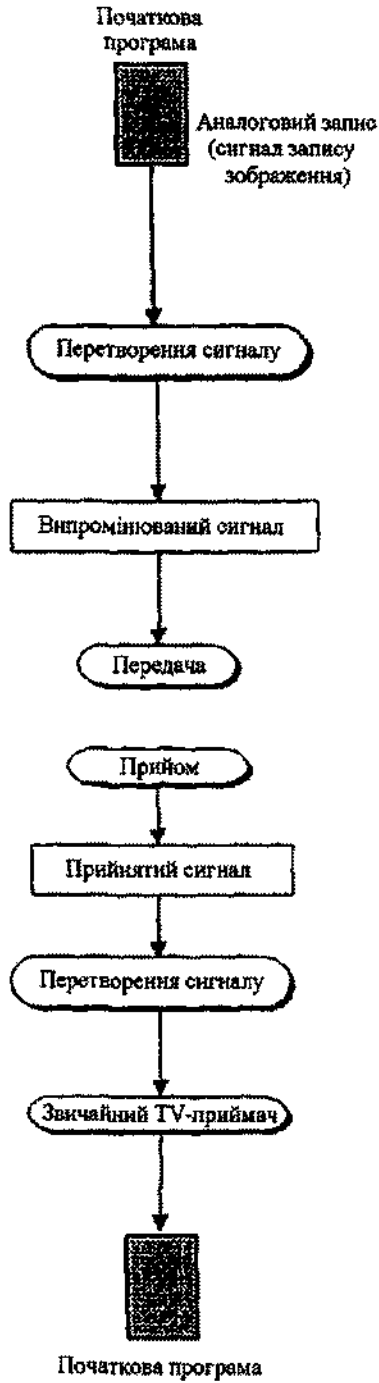 Початкова
програма
Аналоговий запис
(сигнал запису
зображення)
Перетворення сигналу
Випромінюваний сигнал
Передача
Прийом
Прийнятий сигнал
Перетворення сигналу
Звичайний TV-приймач
Початкова програма